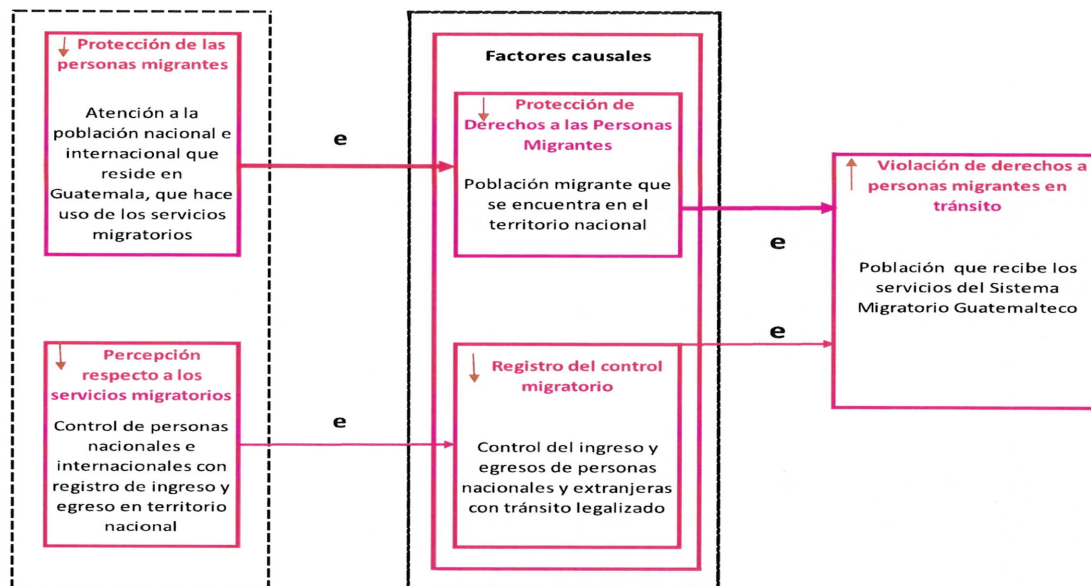 ↓ Protección de las
personas migrantes
Atención a la
población nacional e
internacional que
reside en
Guatemala, que hace
uso de los servicios
migratorios
↓ Percepción
respecto a los
servicios migratorios
Control de personas
nacionales e
internacionales con
registro de ingreso y
egreso en territorio
nacional
e
e
Factores causales
↓ Protección de
Derechos a las Personas
Migrantes
Población migrante que
se encuentra en el
territorio nacional
↓ Registro del control
migratorio
Control del ingreso y
egresos de personas
nacionales y extranjeras
con tránsito legalizado
e
e
↑ Violación de derechos a
personas migrantes en
tránsito
Población que recibe los
servicios del Sistema
Migratorio Guatemalteco